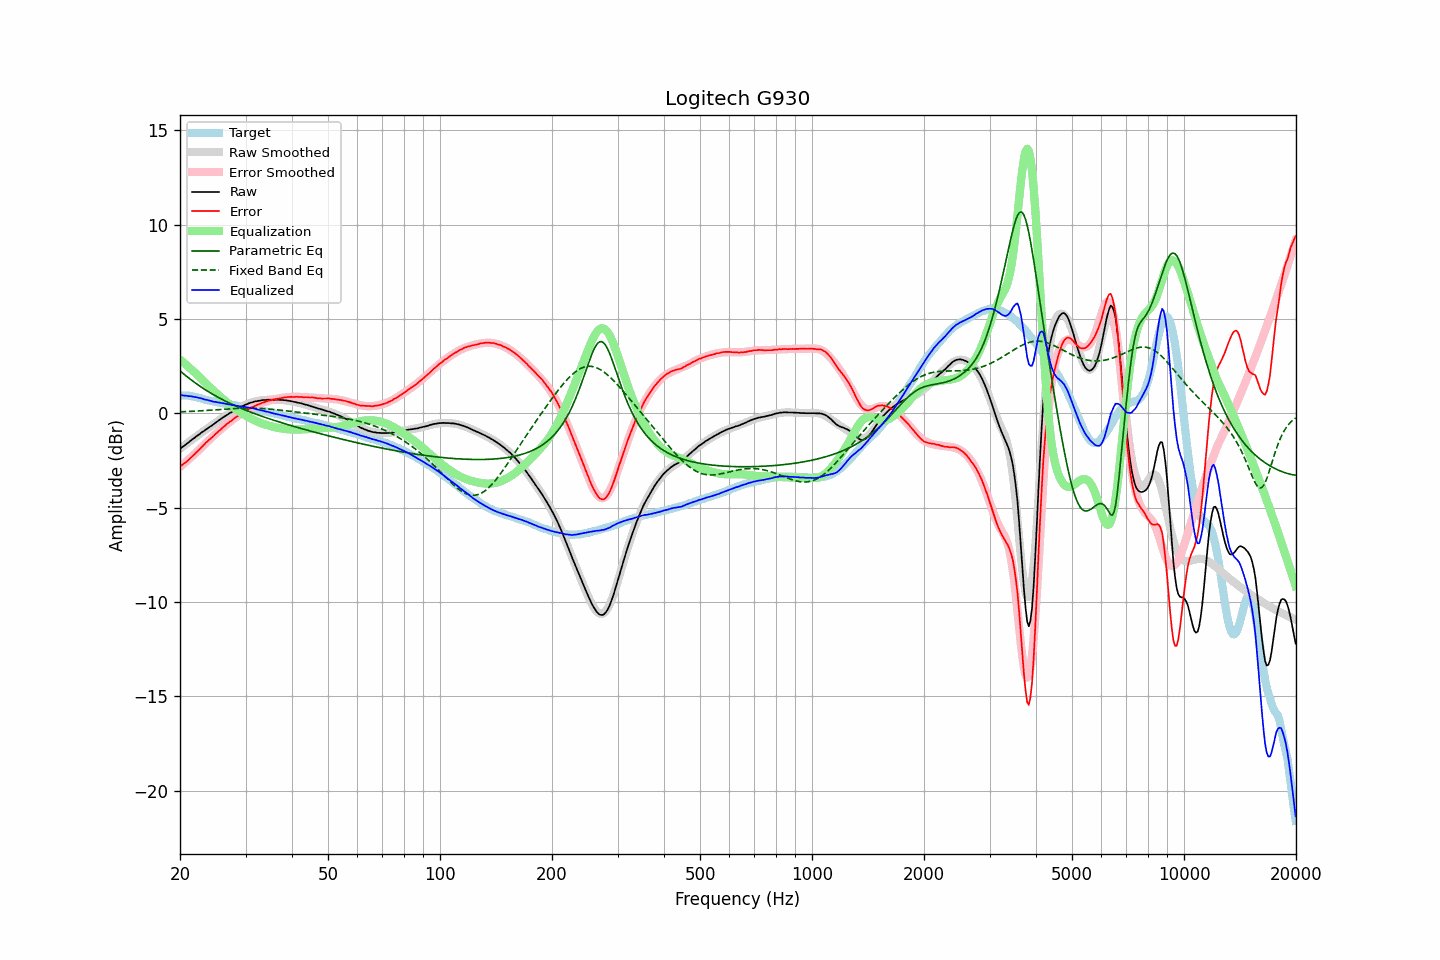 Logitech G930
Target
Raw Smoothed
Error Smoothed
Raw
Error
Equalization
Parametric Eq
Fixed Band Eq
Equalized
15
10
5
0
−5
−10
−15
−20
Amplitude (dBr)
20 50 100 200 500 1000 2000 5000 10000 20000
Frequency (Hz)